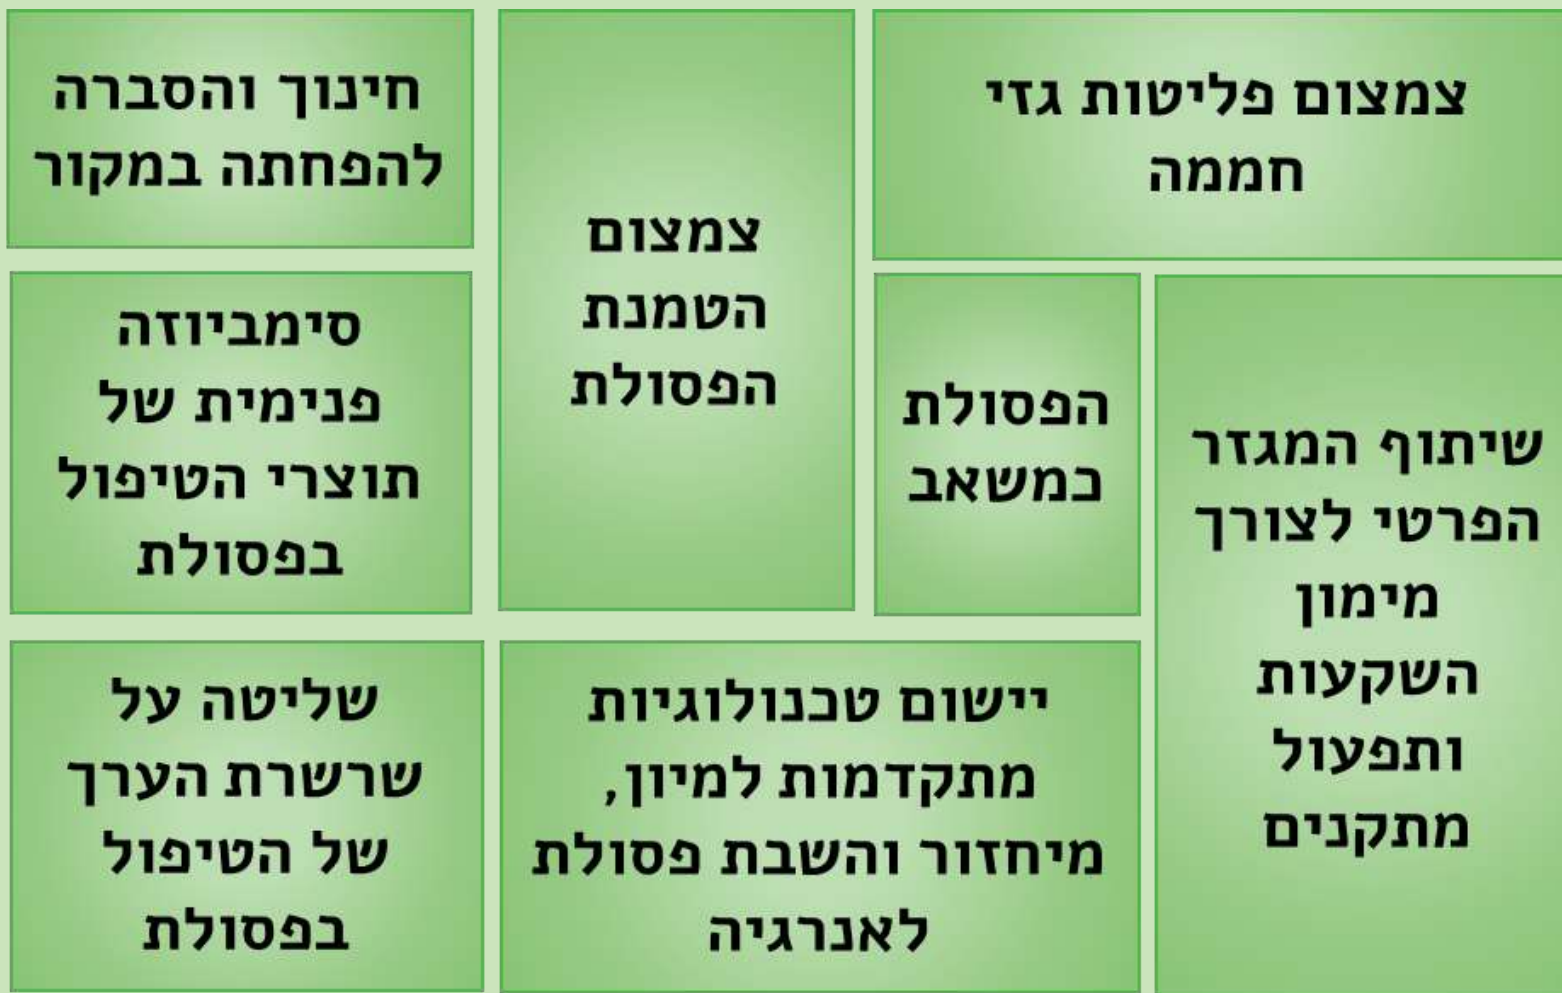 צמצום פליטות גזי
חממה
צמצום
הטמנת
הפסולת
חינוך והסברה
להפחתה במקור
שיתוף המגזר
הפרטי לצורך
מימון
השקעות
ותפעול
מתקנים
הפסולת
כמשאב
סימביוזה
פנימית של
תוצרי הטיפול
בפסולת
יישום טכנולוגיות
מתקדמות למיון,
מיחזור והשבת פסולת
לאנרגיה
שליטה על
שרשרת הערך
של הטיפול
בפסולת